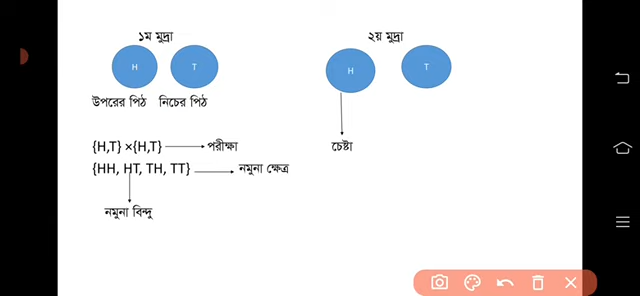 ১ম মুদ্রা ২য় মুদ্রা
H T H T
উপরের পিঠ নিচের পিঠ
{H,T} ×{H,T} পরীক্ষা চেষ্টা
{HH, HT, TH, TT} নমুনা ক্ষেত্র
নমুনা বিন্দু